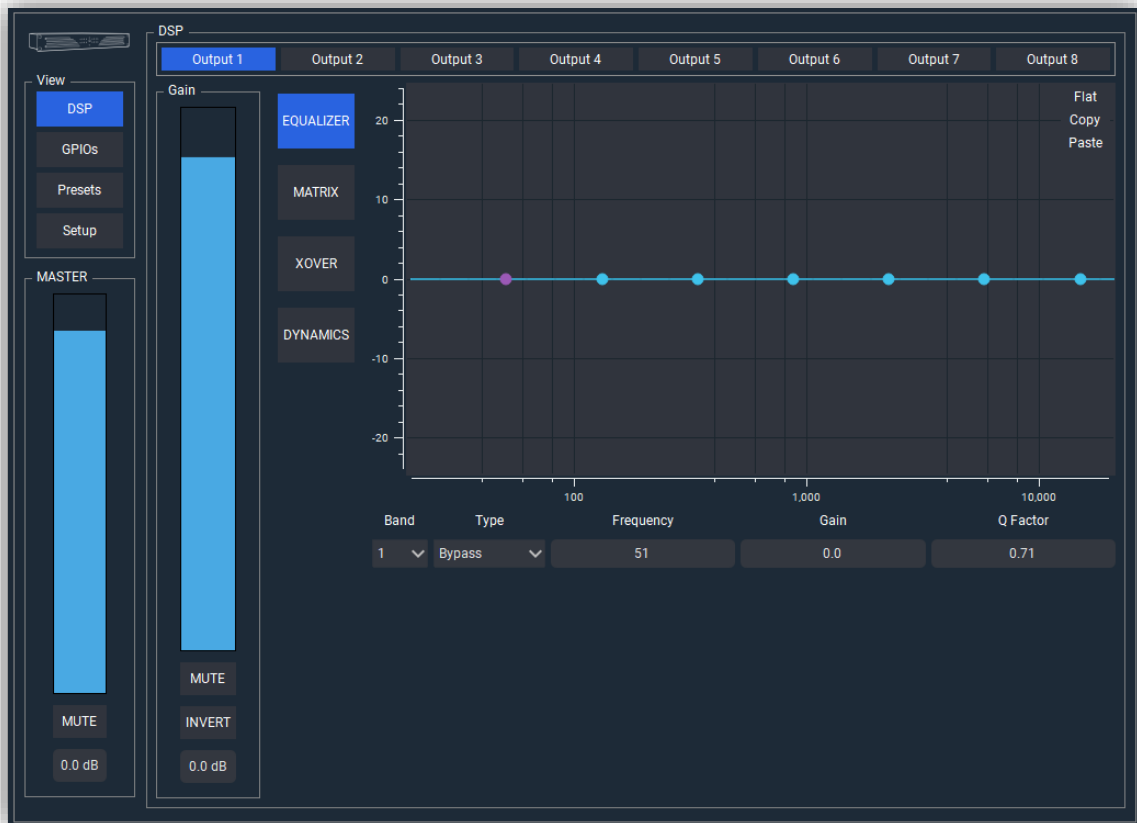 DSP
Output 1 Output 2 Output 3 Output 4 Output 5 Output 6 Output 7 Output 8
View
DSP
GPIOs
Presets
Setup
MASTER
MUTE
0.0 dB
Gain
MUTE
INVERT
0.0 dB
EQUALIZER
MATRIX
XOVER
DYNAMICS
Flat
Copy
Paste
20
10
0
-10
-20
100 1,000 10,000
Band Type Frequency Gain Q Factor
1 Bypass 51 0.0 0.71